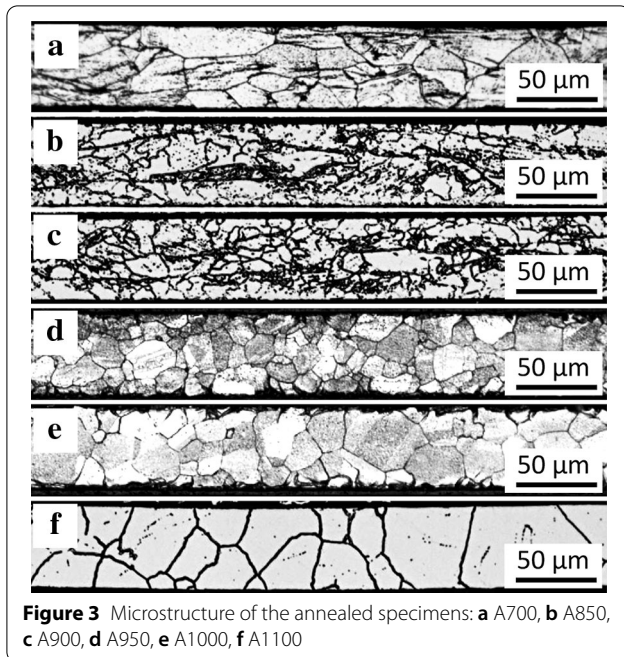 a
50 µm
b
50 µm
c
50 µm
d
50 µm
e
50 µm
f
50 µm
Figure 3 Microstructure of the annealed specimens: a A700, b A850,
c A900, d A950, e A1000, f A1100